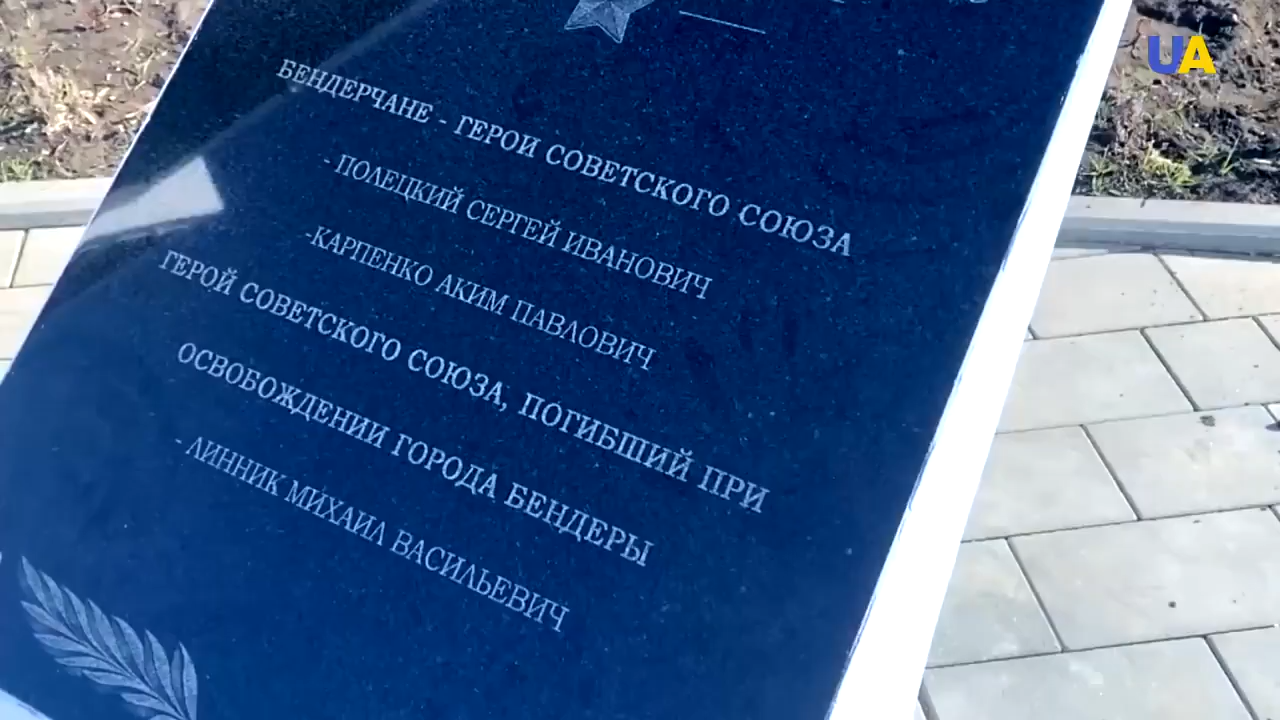 UA
БЕНДЕРЧАНЕ - ГЕРОИ СОВЕТСКОГО СОЮЗА
- ПОЛЕЦКИЙ СЕРГЕЙ ИВАНОВИЧ
-КАРПЕНКО АКИМ ПАВЛОВИЧ
ГЕРОЙ СОВЕТСКОГО СОЮЗА, ПОГИБШИЙ ПРИ
ОСВОБОЖДЕНИИ ГОРОДА БЕНДЕРЫ
- ЛИННИК МИХАИЛ ВАСИЛЬЕВИЧ